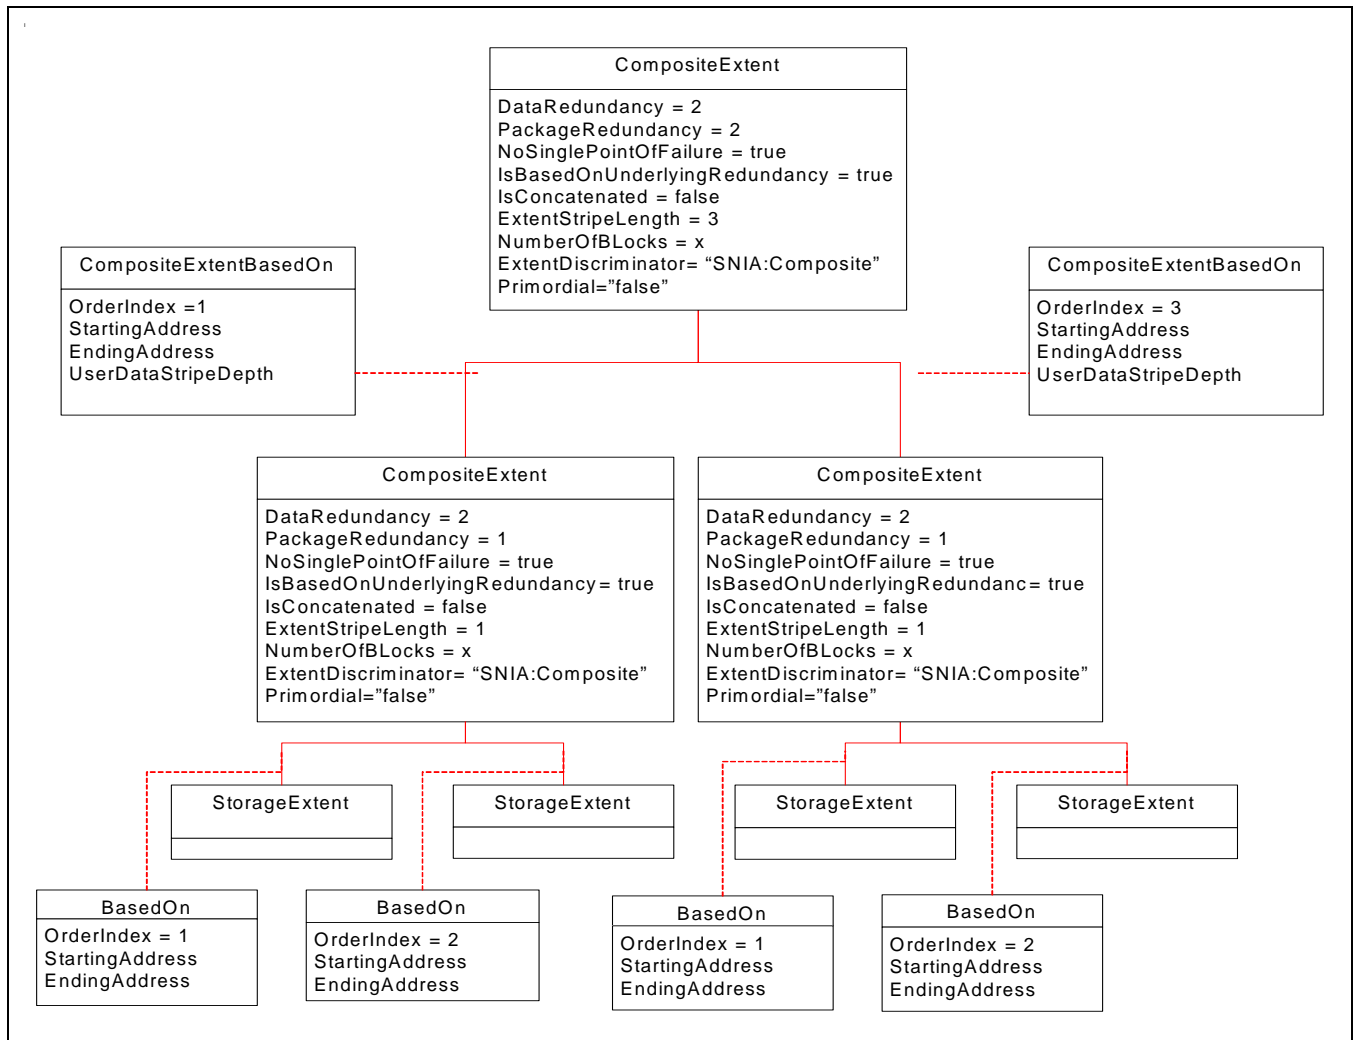 CompositeExtent
DataRedundancy = 2
PackageRedundancy = 2
NoSinglePointOfFailure = true
IsBasedOnUnderlyingRedundancy = true
IsConcatenated = false
ExtentStripeLength = 3
NumberOfBLocks = x
ExtentDiscriminator= “SNIA:Composite”
Primordial=”false”
CompositeExtentBasedOn
OrderIndex =1
StartingAddress
EndingAddress
UserDataStripeDepth
CompositeExtentBasedOn
OrderIndex = 3
StartingAddress
EndingAddress
UserDataStripeDepth
CompositeExtent
DataRedundancy = 2
PackageRedundancy = 1
NoSinglePointOfFailure = true
IsBasedOnUnderlyingRedundancy= true
IsConcatenated = false
ExtentStripeLength = 1
NumberOfBLocks = x
ExtentDiscriminator= “SNIA:Composite”
Primordial=”false”
CompositeExtent
DataRedundancy = 2
PackageRedundancy = 1
NoSinglePointOfFailure = true
IsBasedOnUnderlyingRedundanc= true
IsConcatenated = false
ExtentStripeLength = 1
NumberOfBLocks = x
ExtentDiscriminator= “SNIA:Composite”
Primordial=”false”
StorageExtent
StorageExtent
StorageExtent
StorageExtent
BasedOn
OrderIndex = 1
StartingAddress
EndingAddress
BasedOn
OrderIndex = 2
StartingAddress
EndingAddress
BasedOn
OrderIndex = 1
StartingAddress
EndingAddress
BasedOn
OrderIndex = 2
StartingAddress
EndingAddress